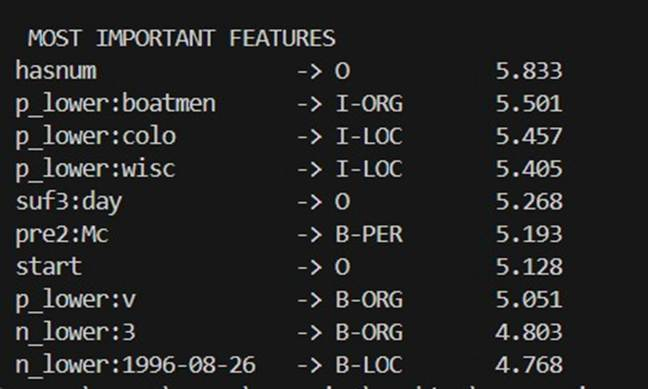 MOST IMPORTANT FEATURES
hasnum -> O 5.833
p_lower:boatmen -> I-ORG 5.501
p_lower:colo -> I-LOC 5.457
p_lower:wisc -> I-LOC 5.405
suf3:day -> O 5.268
pre2:Mc -> B-PER 5.193
start -> O 5.128
p_lower:v -> B-ORG 5.051
n_lower:3 -> B-ORG 4.803
n_lower:1996-08-26 -> B-LOC 4.768